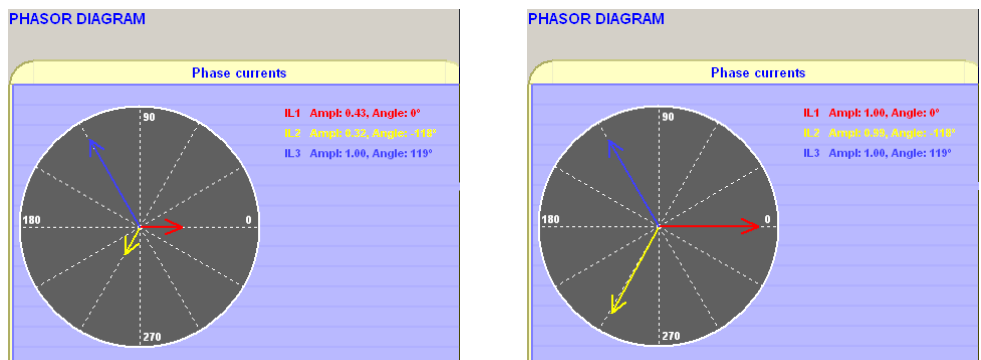 PHASOR DIAGRAM
Phase currents
IL1 Ampl: 0.43, Angle: 0°
IL2 Ampl: 0.32, Angle: -118°
IL3 Ampl: 1.00, Angle: 119°
90
180
0
270
PHASOR DIAGRAM
Phase currents
IL1 Ampl: 1.00, Angle: 0°
IL2 Ampl: 0.99, Angle: -118°
IL3 Ampl: 1.00, Angle: 119°
90
180
0
270